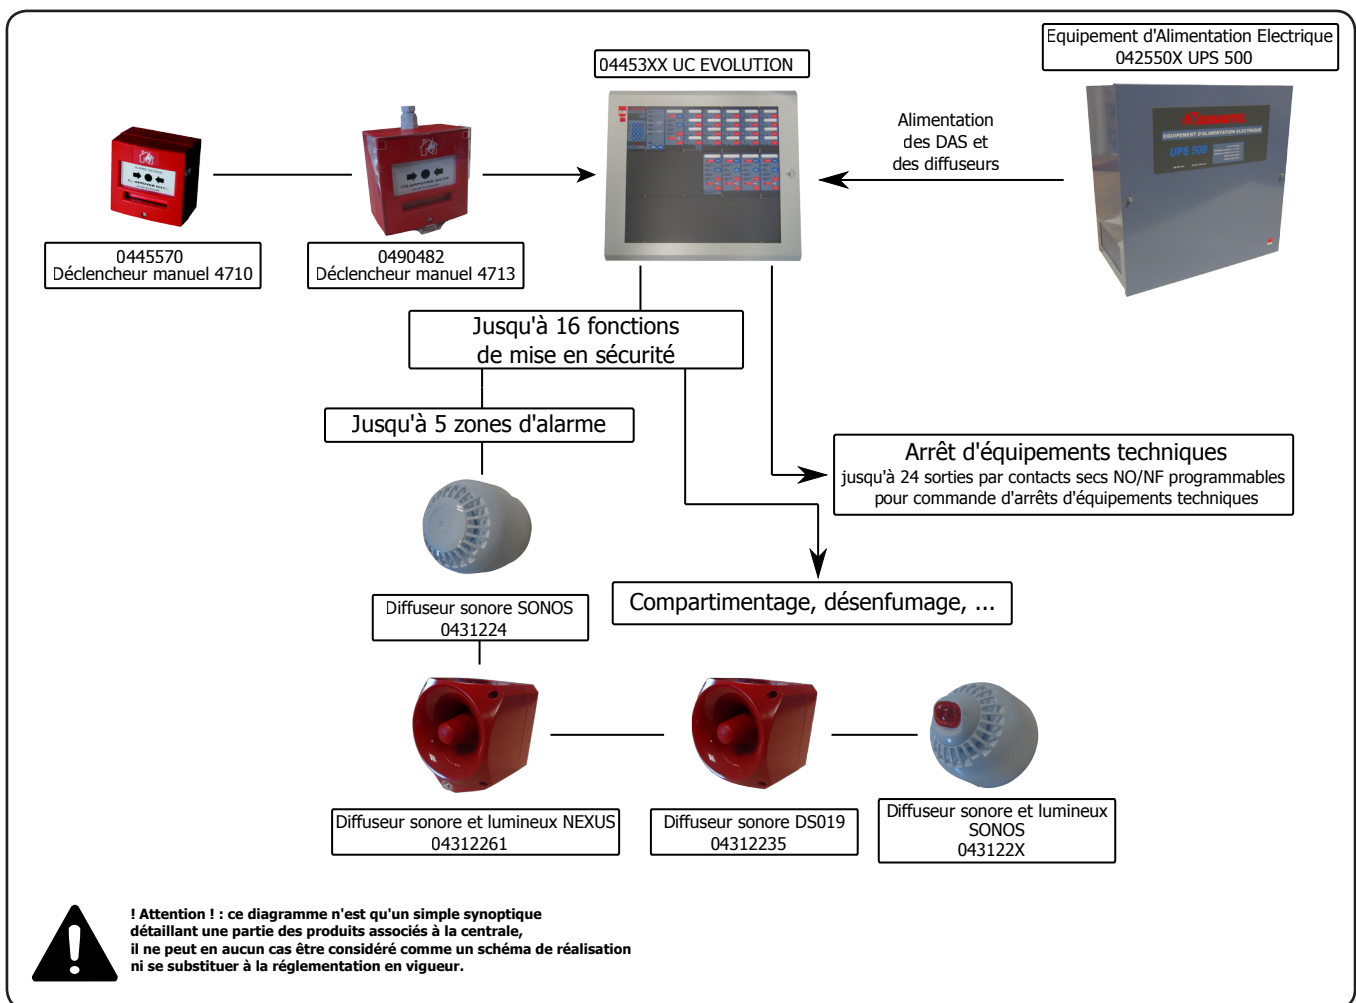 Equipement d'Alimentation Electrique
042550X UPS 500
04453XX UC EVOLUTION
Alimentation
des DAS et
des diffuseurs
EQUIPEMENT D'ALIMENTATION ELECTRIQUE
UPS 500
0445570
Déclencheur manuel 4710
0490482
Déclencheur manuel 4713
Jusqu'à 16 fonctions
de mise en sécurité
Jusqu'à 5 zones d'alarme
Arrêt d'équipements techniques
jusqu'à 24 sorties par contacts secs NO/NF programmables
pour commande d'arrêts d'équipements techniques
Diffuseur sonore SONOS
0431224
Compartimentage, désenfumage, ...
Diffuseur sonore et lumineux NEXUS
04312261
Diffuseur sonore DS019
04312235
Diffuseur sonore et lumineux
SONOS
043122X
! Attention ! : ce diagramme n'est qu'un simple synoptique
détaillant une partie des produits associés à la centrale,
il ne peut en aucun cas être considéré comme un schéma de réalisation
ni se substituer à la réglementation en vigueur.